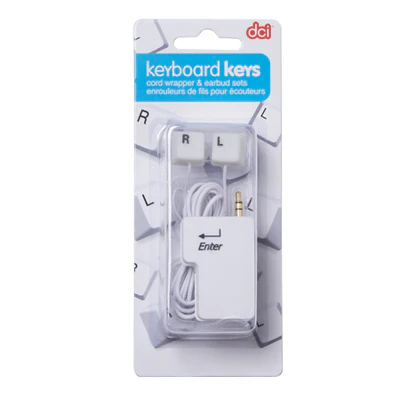 dci
keyboard keys
cord wrapper & earbud sets
enrouleurs de fils pour écouteurs
R
L
R
L
L
Enter
R